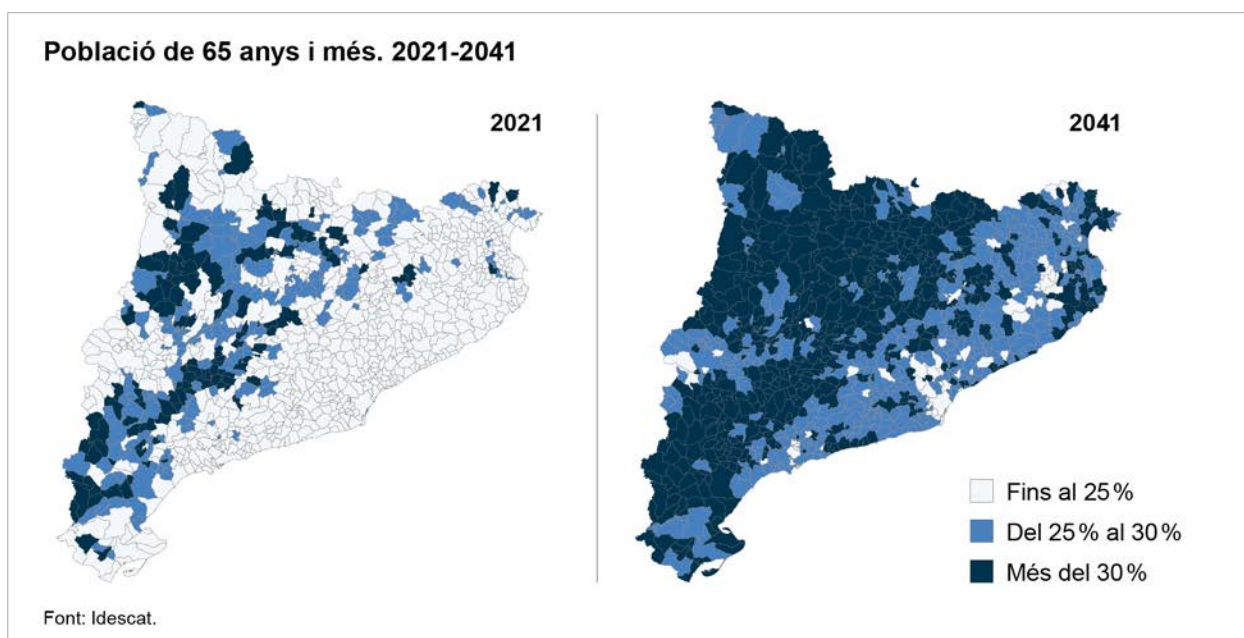 Població de 65 anys i més. 2021-2041
2021
2041
Fins al 25 %
Del 25 % al 30 %
Més del 30 %
Font: Idescat.